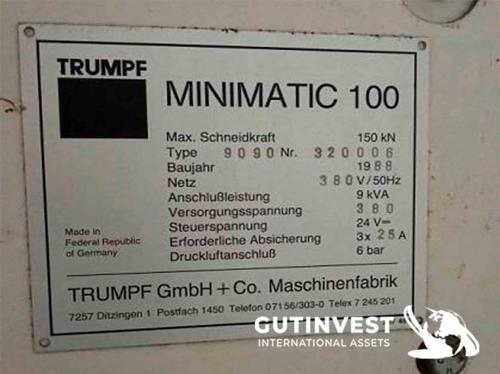 TRUMPF
MINIMATIC 100
Max. Schneidkraft 150 kN
Type 9090 Nr. 320006
Baujahr 1988
Netz 380 V/50Hz
Anschlußleistung 9 kVA
Versorgungsspannung 380
Steuerspannung 24 V=
Erforderliche Absicherung 3x 25 A
Druckluftanschluß 6 bar
Made in
Federal Republic
of Germany
TRUMPF GmbH + Co. Maschinenfabrik
7257 Ditzingen 1 Postfach 1450 Telefon 07156/303-0 Telex 7 245 201
GUTINVEST
INTERNATIONAL ASSETS